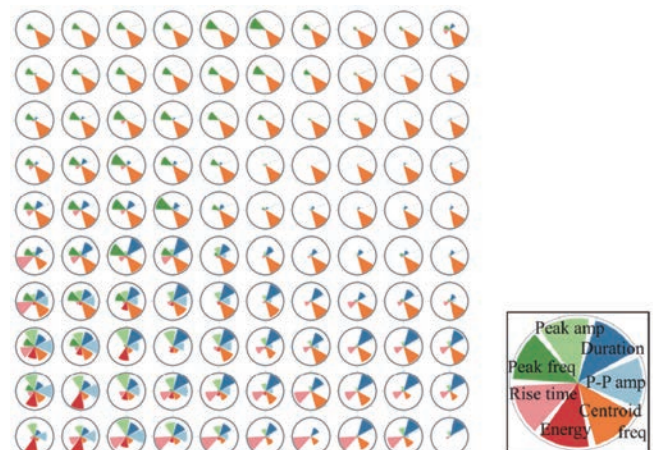 Peak amp
Duration
Peak freq
P-P amp
Rise time
Centroid
Energy
freq